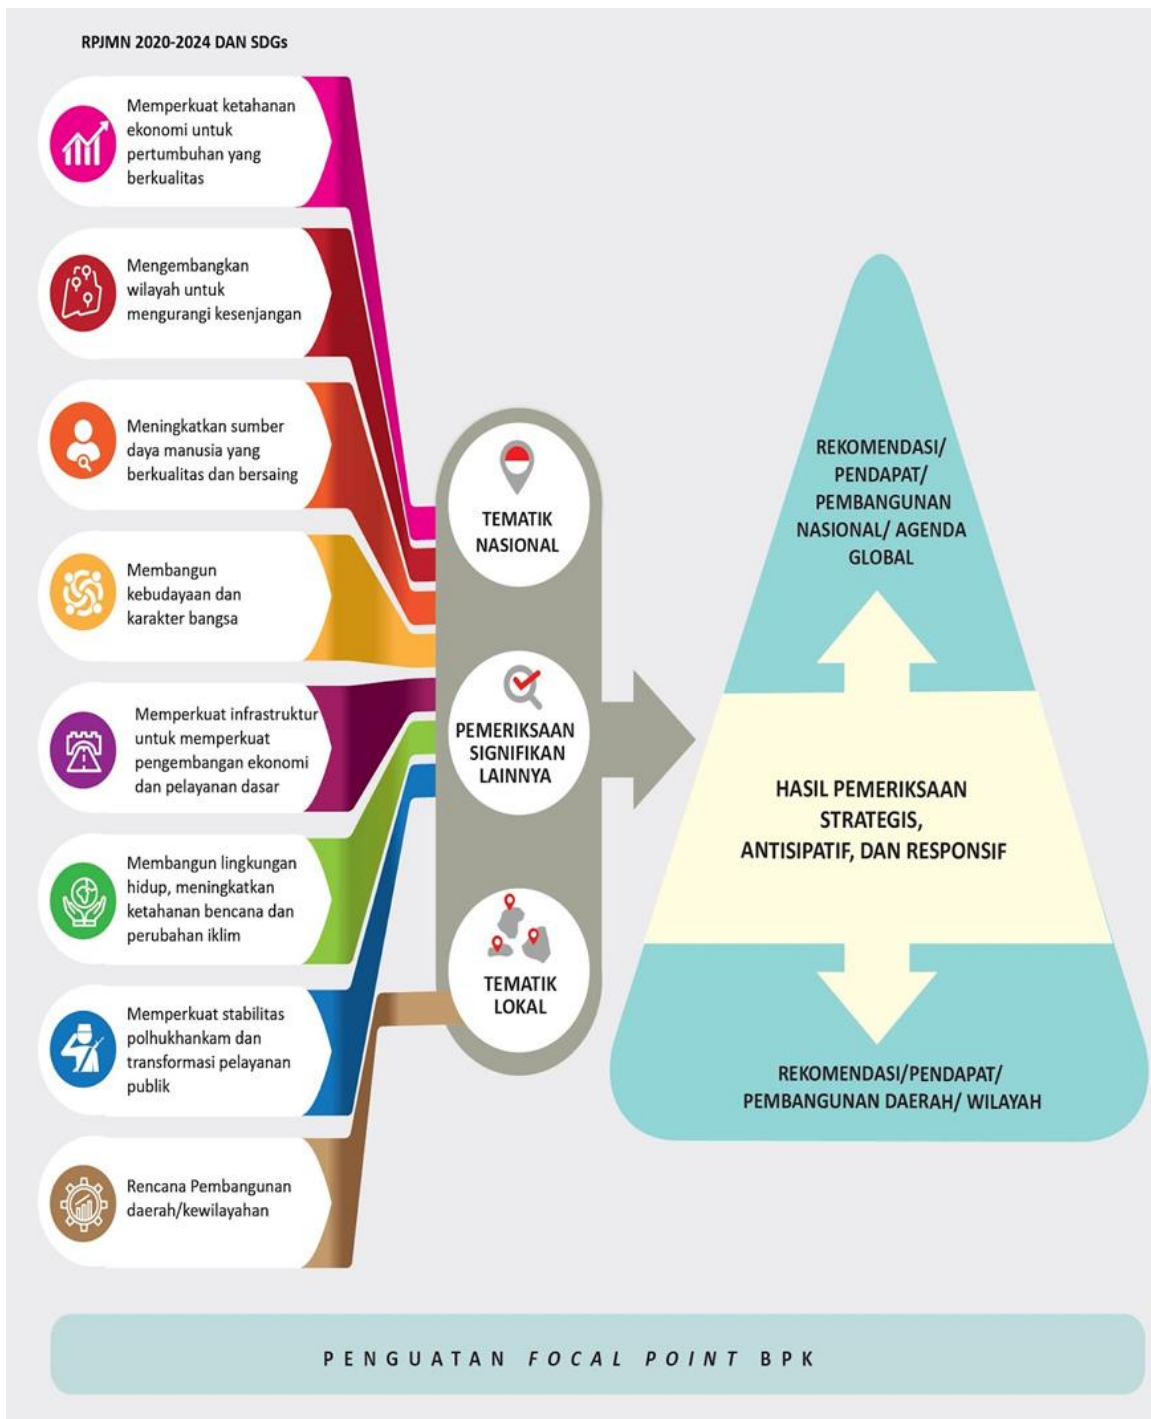 RPJMN 2020-2024 DAN SDGs
Memperkuat ketahanan
ekonomi untuk
pertumbuhan yang
berkualitas
Mengembangkan
wilayah untuk
mengurangi kesenjangan
Meningkatkan sumber
daya manusia yang
berkualitas dan bersaing
Membangun
kebudayaan dan
karakter bangsa
Memperkuat infrastruktur
untuk memperkuat
pengembangan ekonomi
dan pelayanan dasar
Membangun lingkungan
hidup, meningkatkan
ketahanan bencana dan
perubahan iklim
Memperkuat stabilitas
polhukhankam dan
transformasi pelayanan
publik
Rencana Pembangunan
daerah/kewilayahan
TEMATIK
NASIONAL
PEMERIKSAAN
SIGNIFIKAN
LAINNYA
TEMATIK
LOKAL
REKOMENDASI/
PENDAPAT/
PEMBANGUNAN
NASIONAL/ AGENDA
GLOBAL
HASIL PEMERIKSAAN
STRATEGIS,
ANTISIPATIF, DAN RESPONSIF
REKOMENDASI/PENDAPAT/
PEMBANGUNAN DAERAH/ WILAYAH
PENGUATAN FOCAL POINT BPK